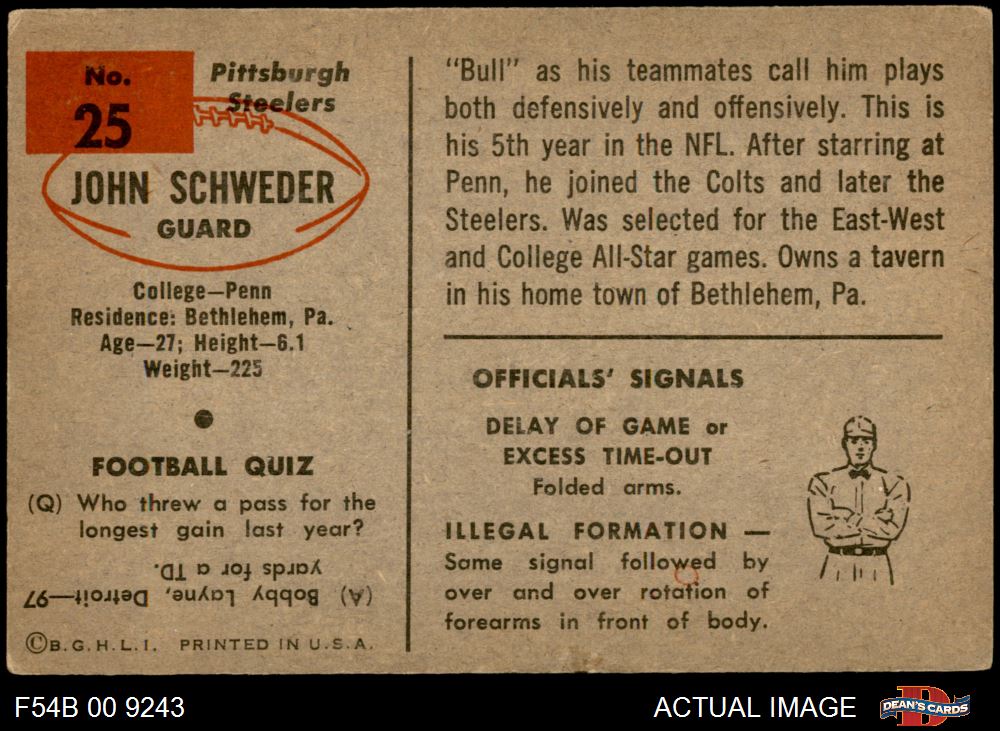 No.
25
Pittsburgh
Steelers
JOHN SCHWEDER
GUARD
College—Penn
Residence: Bethlehem, Pa.
Age—27; Height—6.1
Weight—225
FOOTBALL QUIZ
(Q) Who threw a pass for the
longest gain last year?
(A) Bobby Layne, Detroit—97
yards for a TD.
©B.G.H.L.I. PRINTED IN U.S.A.
"Bull" as his teammates call him plays
both defensively and offensively. This is
his 5th year in the NFL. After starring at
Penn, he joined the Colts and later the
Steelers. Was selected for the East-West
and College All-Star games. Owns a tavern
in his home town of Bethlehem, Pa.
OFFICIALS' SIGNALS
DELAY OF GAME or
EXCESS TIME-OUT
Folded arms.
ILLEGAL FORMATION —
Same signal followed by
over and over rotation of
forearms in front of body.
F54B 00 9243
ACTUAL IMAGE
D
DEAN'S CARDS